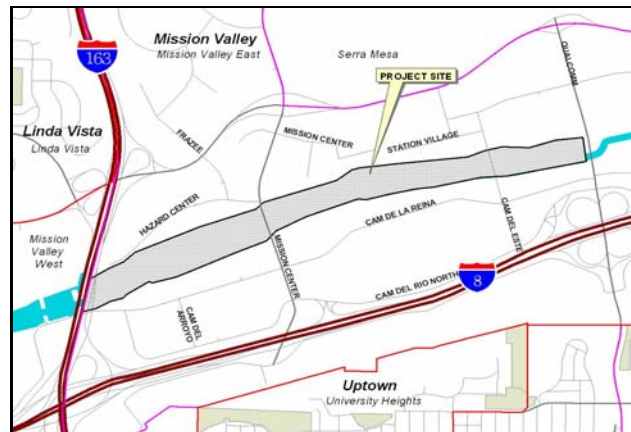 Mission Valley
Mission Valley East
Serra Mesa
163
PROJECT SITE
QUALCOMM
Linda Vista
Linda Vista
FRAZEE
MISSION CENTER
STATION VILLAGE
HAZARD CENTER
CAM DE LA REINA
Mission
Valley
West
MISSION CENTER
CAM DEL ESTE
CAM DEL RIO NORTH
8
CAM DEL
ARROYO
Uptown
University Heights